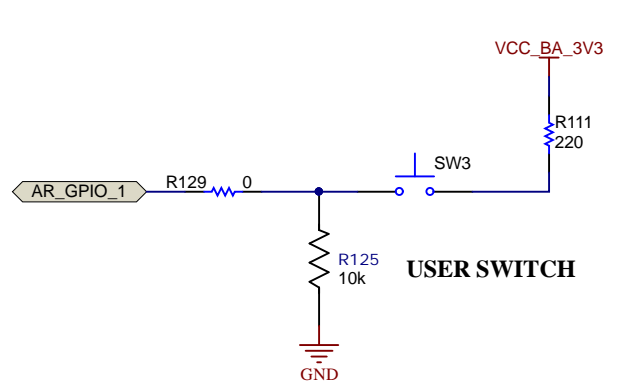 VCC_BA_3V3
R111
220
SW3
AR_GPIO_1
R129 0
R125
10k
USER SWITCH
GND